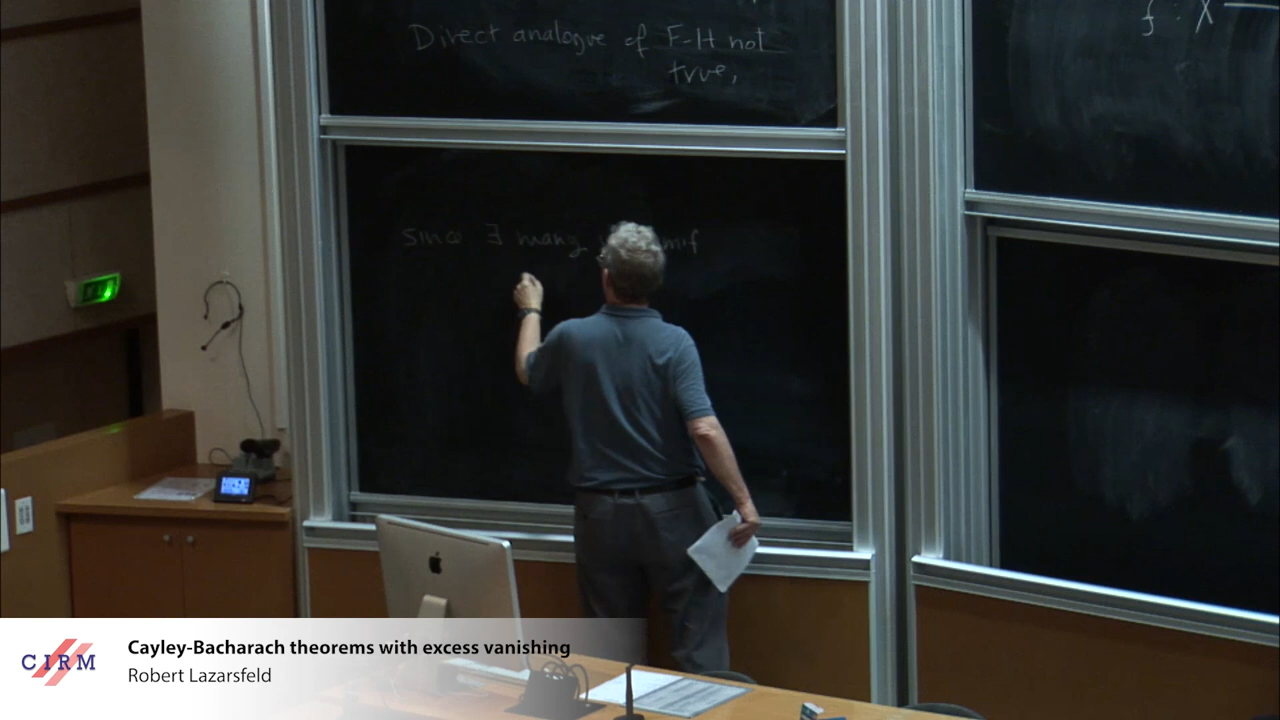 Direct analogue of F-H not
true,
since ∃ many
f : X
CIRM
Cayley-Bacharach theorems with excess vanishing
Robert Lazarsfeld